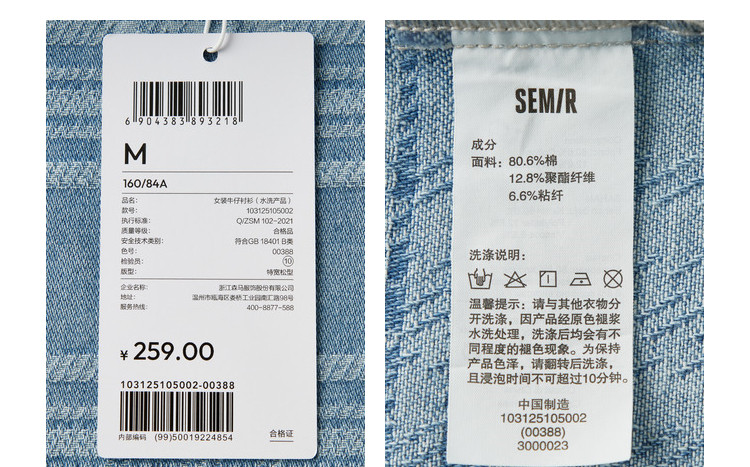 6 904383 893218
M
160/84A
品名: 女装牛仔衬衫（水洗产品）
款号: 103125105002
执行标准: Q/ZSM 102-2021
质量等级: 合格品
安全技术类别: 符合GB 18401 B类
色号: 00388
检验员: 10
版型: 特宽松型
企业名称: 浙江森马服饰股份有限公司
地址: 温州市瓯海区娄桥工业园南汇路98号
服务热线: 400-8877-588
¥ 259.00
103125105002-00388
内部编码 (99)50019224854
合格证
SEMIR
成分
面料: 80.6%棉
12.8%聚酯纤维
6.6%粘纤
洗涤说明:
温馨提示: 请与其他衣物分
开洗涤, 因产品经原色褪浆
水洗处理, 洗涤后均会有不
同程度的褪色现象。为保持
产品色泽, 请翻转后洗涤,
且浸泡时间不可超过10分钟。
中国制造
103125105002
(00388)
3000023